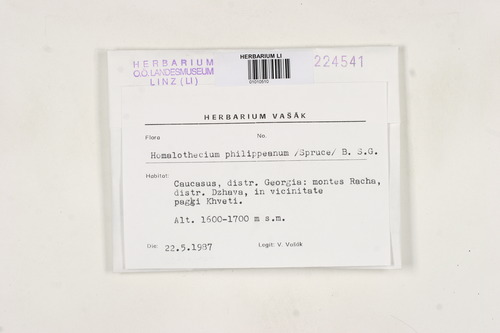 HERBARIUM
O.Ö. LANDESMUSEUM
LINZ (LI)
HERBARIUM LI
01010510
224541
HERBARIUM VAŠÁK
Flora
No.
Homalothecium philippeanum /Spruce/ B. S.G.
Habitat:
Caucasus, distr. Georgia: montes Racha,
distr. Dzhava, in vicinitate
pagi Khveti.
Alt. 1600-1700 m s.m.
Die: 22.5.1987
Legit: V. Vašák